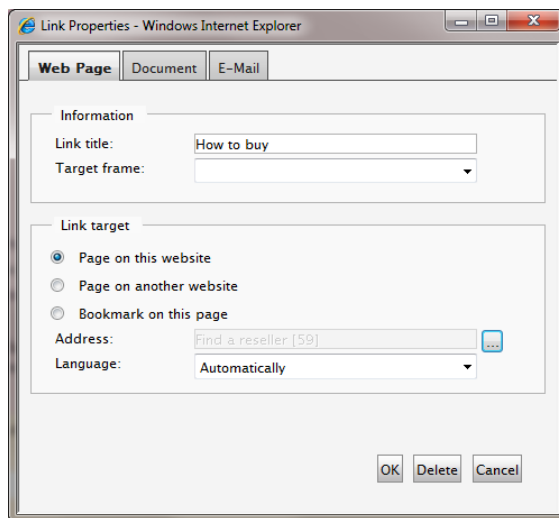 Link Properties - Windows Internet Explorer
Web Page Document E-Mail
Information
Link title: How to buy
Target frame:
Link target
Page on this website
Page on another website
Bookmark on this page
Address: Find a reseller [59] ...
Language: Automatically
OK Delete Cancel